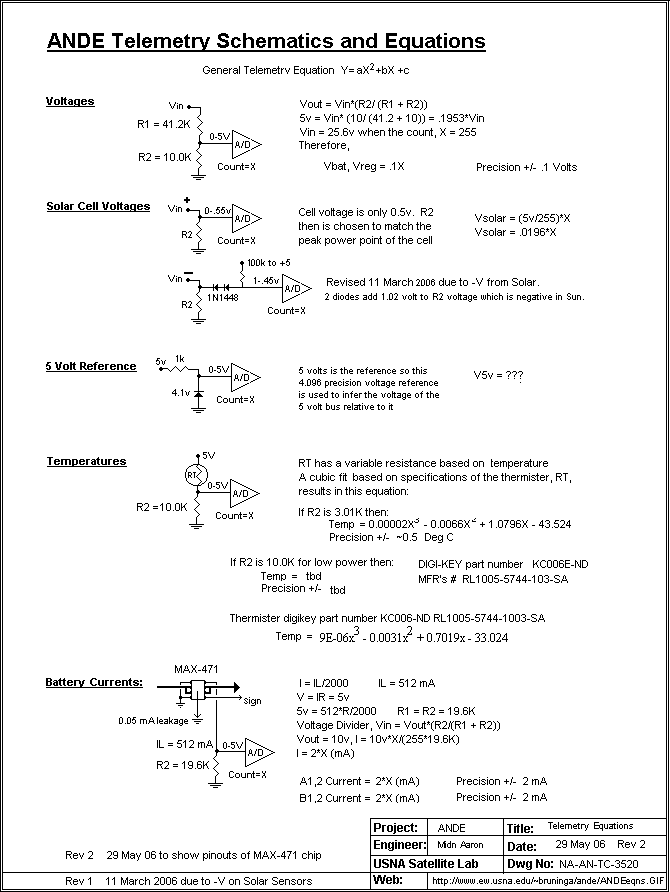 ANDE Telemetry Schematics and Equations
General Telemetry Equation Y= aX2+bX +c
Voltages
Vin
R1 = 41.2K
0-5V
A/D
R2 = 10.0K
Count=X
Vout = Vin*(R2/ (R1 + R2))
5v = Vin* (10/ (41.2 + 10)) = .1953*Vin
Vin = 25.6v when the count, X = 255
Therefore,
Vbat, Vreg = .1X
Precision +/- .1 Volts
Solar Cell Voltages
+
Vin
0-.55v
A/D
R2
Count=X
Cell voltage is only 0.5v. R2
then is chosen to match the
peak power point of the cell
Vsolar = (5v/255)*X
Vsolar = .0196*X
100k to +5
Vin
–
1-.45v
A/D
1N1448
R2
Count=X
Revised 11 March 2006 due to -V from Solar.
2 diodes add 1.02 volt to R2 voltage which is negative in Sun.
5 Volt Reference
5v
1k
0-5V
A/D
4.1v
Count=X
5 volts is the reference so this
4.096 precision voltage reference
is used to infer the voltage of the
5 volt bus relative to it
V5v = ???
Temperatures
5V
RT
0-5V
A/D
R2 =10.0K
Count=X
RT has a variable resistance based on temperature
A cubic fit based on specifications of the thermister, RT,
results in this equation:
If R2 is 3.01K then:
Temp = 0.00002X3 - 0.0066X2 + 1.0796X - 43.524
Precision +/- ~0.5 Deg C
If R2 is 10.0K for low power then:
Temp = tbd
Precision +/- tbd
DIGI-KEY part number KC006E-ND
MFR's # RL1005-5744-103-SA
Thermister digikey part number KC006-ND RL1005-5744-1003-SA
Temp = 9E-06x3 - 0.0031x2 + 0.7019x - 33.024
Battery Currents:
MAX-471
Sign
0.05 mA leakage
IL = 512 mA
0-5V
A/D
R2 = 19.6K
Count=X
I = IL/2000 IL = 512 mA
V = IR = 5v
5v = 512*R/2000 R1 = R2 = 19.6K
Voltage Divider, Vin = Vout*(R2/(R1 + R2))
Vout = 10v, I = 10v*X/(255*19.6K)
I = 2*X (mA)
A1,2 Current = 2*X (mA) Precision +/- 2 mA
B1,2 Current = 2*X (mA) Precision +/- 2 mA
Rev 2 29 May 06 to show pinouts of MAX-471 chip
Rev 1 11 March 2006 due to -V on Solar Sensors
Project: ANDE
Title: Telemetry Equations
Engineer: Midn Aaron
Date: 29 May 06 Rev 2
USNA Satellite Lab
Dwg No: NA-AN-TC-3520
Web: http://www.ew.usna.edu/~bruninga/ande/ANDEeqns.GIF